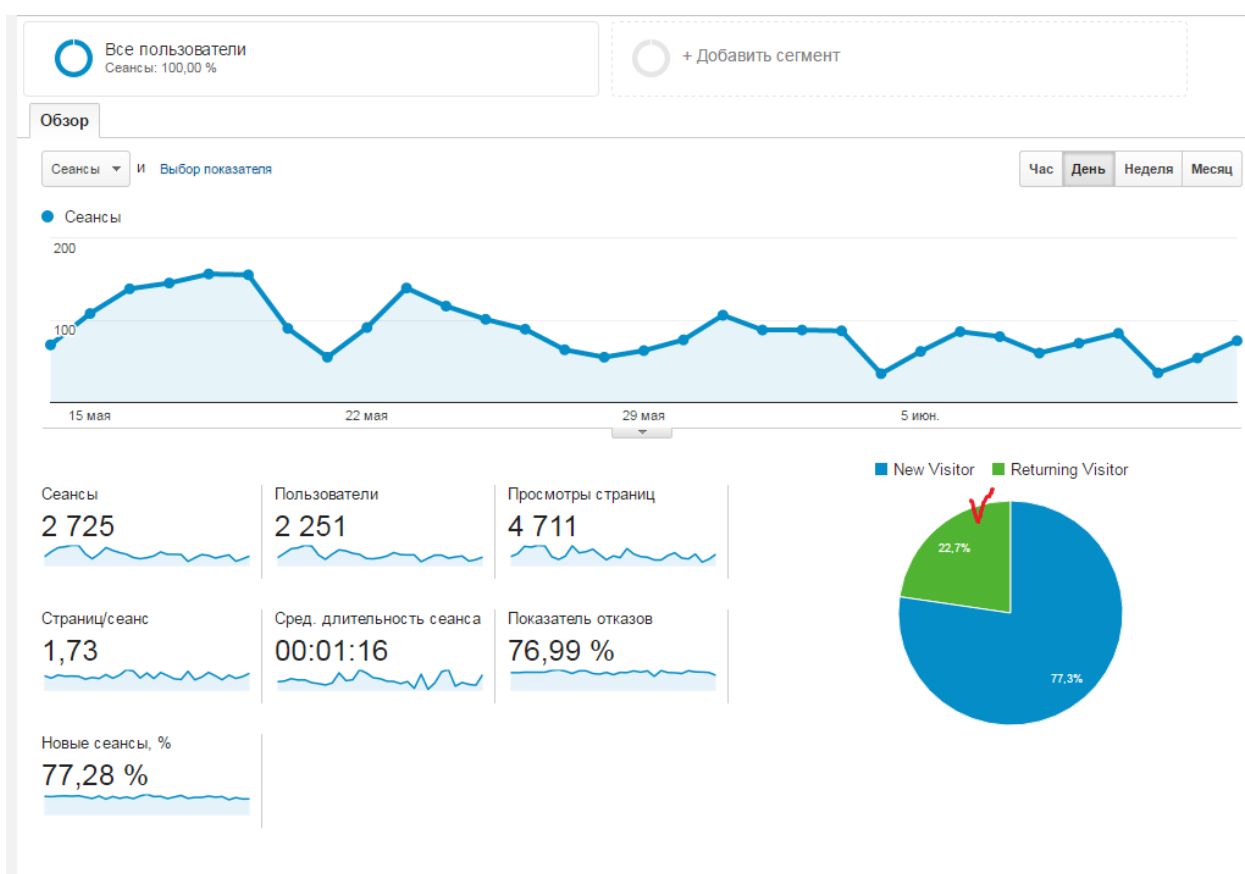 Все пользователи
Сеансы: 100,00 %
+ Добавить сегмент
Обзор
Сеансы И Выбор показателя
Час День Неделя Месяц
Сеансы
200
100
15 мая 22 мая 29 мая 5 июн.
New Visitor Returning Visitor
Сеансы
2 725
Пользователи
2 251
Просмотры страниц
4 711
22,7%
77,3%
Страниц/сеанс
1,73
Сред. длительность сеанса
00:01:16
Показатель отказов
76,99 %
Новые сеансы, %
77,28 %